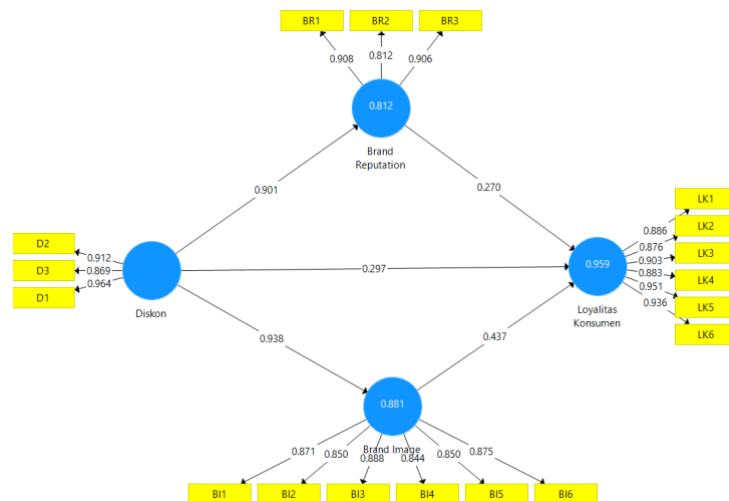 BR1 BR2 BR3
0.908 0.812 0.906
0.812
Brand
Reputation
0.901
0.270
D2
D3
D1
0.912
0.869
0.964
Diskon
0.297
0.959
Loyalitas
Konsumen
0.886
0.876
0.903
0.883
0.951
0.936
LK1
LK2
LK3
LK4
LK5
LK6
0.938
0.437
0.881
Brand Image
0.871 0.850 0.888 0.844 0.850 0.875
BI1 BI2 BI3 BI4 BI5 BI6